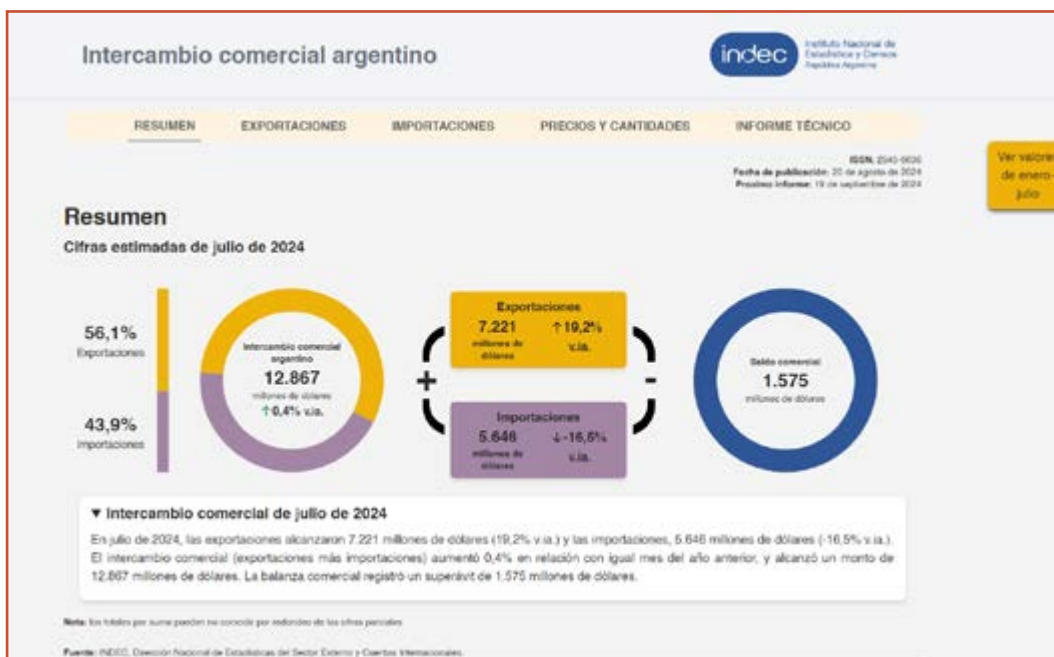 Intercambio comercial argentino
indec
Instituto Nacional de
Estadística y Censos
República Argentina
RESUMEN EXPORTACIONES IMPORTACIONES PRECIOS Y CANTIDADES INFORME TÉCNICO
ISSN
Fecha de publicación: 20 de agosto de 2024
Próximo informe: 19 de septiembre de 2024
Ver valores
de enero-
julio
Resumen
Cifras estimadas de julio de 2024
56,1%
Exportaciones
43,9%
Importaciones
Intercambio comercial
argentino
12.867
millones de dólares
↑0,4% v.i.a.
+
Exportaciones
7.221 ↑19,2%
millones de v.i.a.
dólares
Importaciones
5.646 ↓-16,5%
millones de v.i.a.
dólares
-
Saldo comercial
1.575
millones de dólares
▼ Intercambio comercial de julio de 2024
En julio de 2024, las exportaciones alcanzaron 7.221 millones de dólares (19,2% v.i.a.) y las importaciones, 5.646 millones de dólares (-16,5% v.i.a.).
El intercambio comercial (exportaciones más importaciones) aumentó 0,4% en relación con igual mes del año anterior, y alcanzó un monto de
12.867 millones de dólares. La balanza comercial registró un superávit de 1.575 millones de dólares.
Nota: los totales por suma pueden no coincidir por redondeo de las cifras parciales
Fuente: INDEC, Dirección Nacional de Estadísticas del Sector Externo y Cuentas Internacionales.